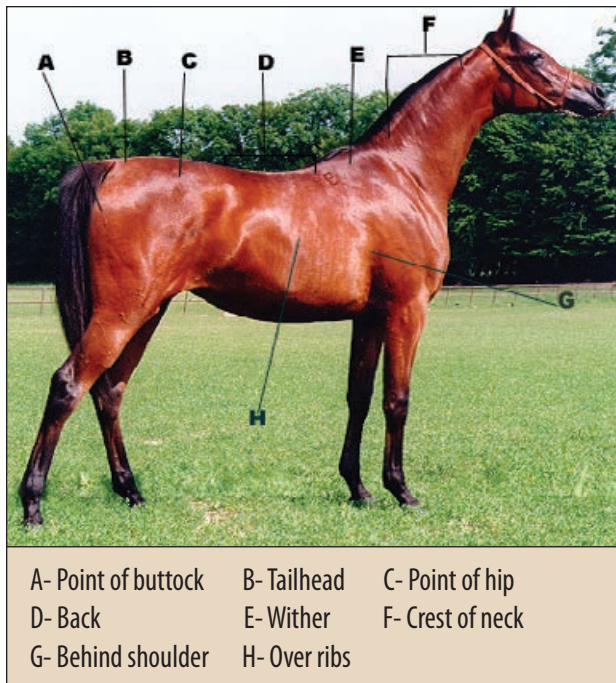 A
B
C
D
E
F
G
H
A- Point of buttock B- Tailhead C- Point of hip
D- Back E- Wither F- Crest of neck
G- Behind shoulder H- Over ribs